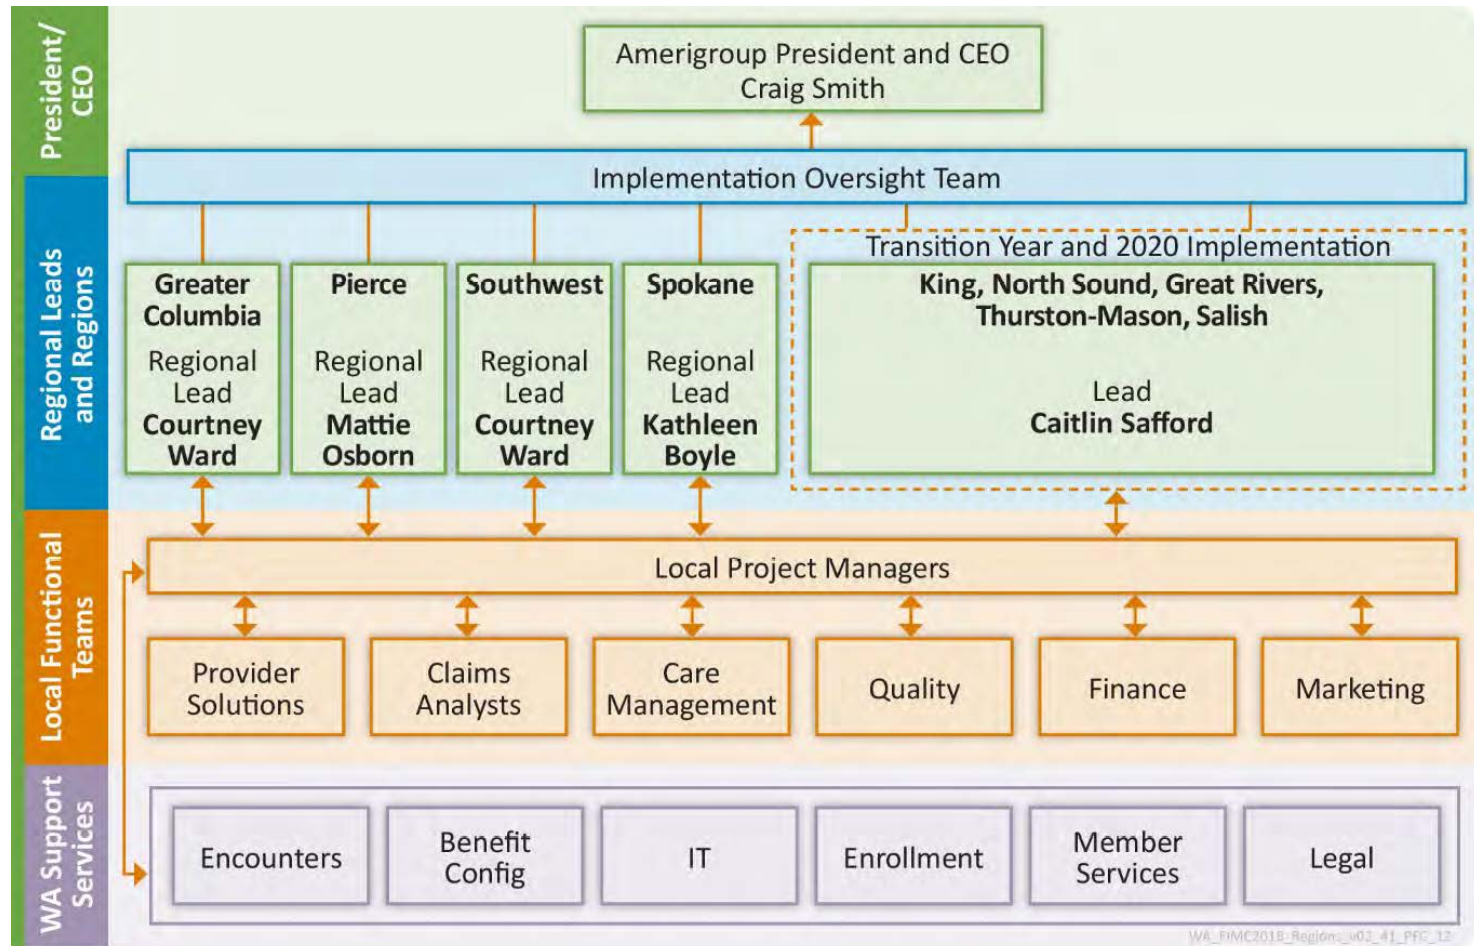 President/
CEO
Amerigroup President and CEO
Craig Smith
Implementation Oversight Team
Regional Leads
and Regions
Greater
Columbia
Regional
Lead
Courtney
Ward
Pierce
Regional
Lead
Mattie
Osborn
Southwest
Regional
Lead
Courtney
Ward
Spokane
Regional
Lead
Kathleen
Boyle
Transition Year and 2020 Implementation
King, North Sound, Great Rivers,
Thurston-Mason, Salish
Lead
Caitlin Safford
Local Functional
Teams
Local Project Managers
Provider
Solutions
Claims
Analysts
Care
Management
Quality
Finance
Marketing
WA Support
Services
Encounters
Benefit
Config
IT
Enrollment
Member
Services
Legal
WA_FIMC2018_Regions_v02_41_PFC_12